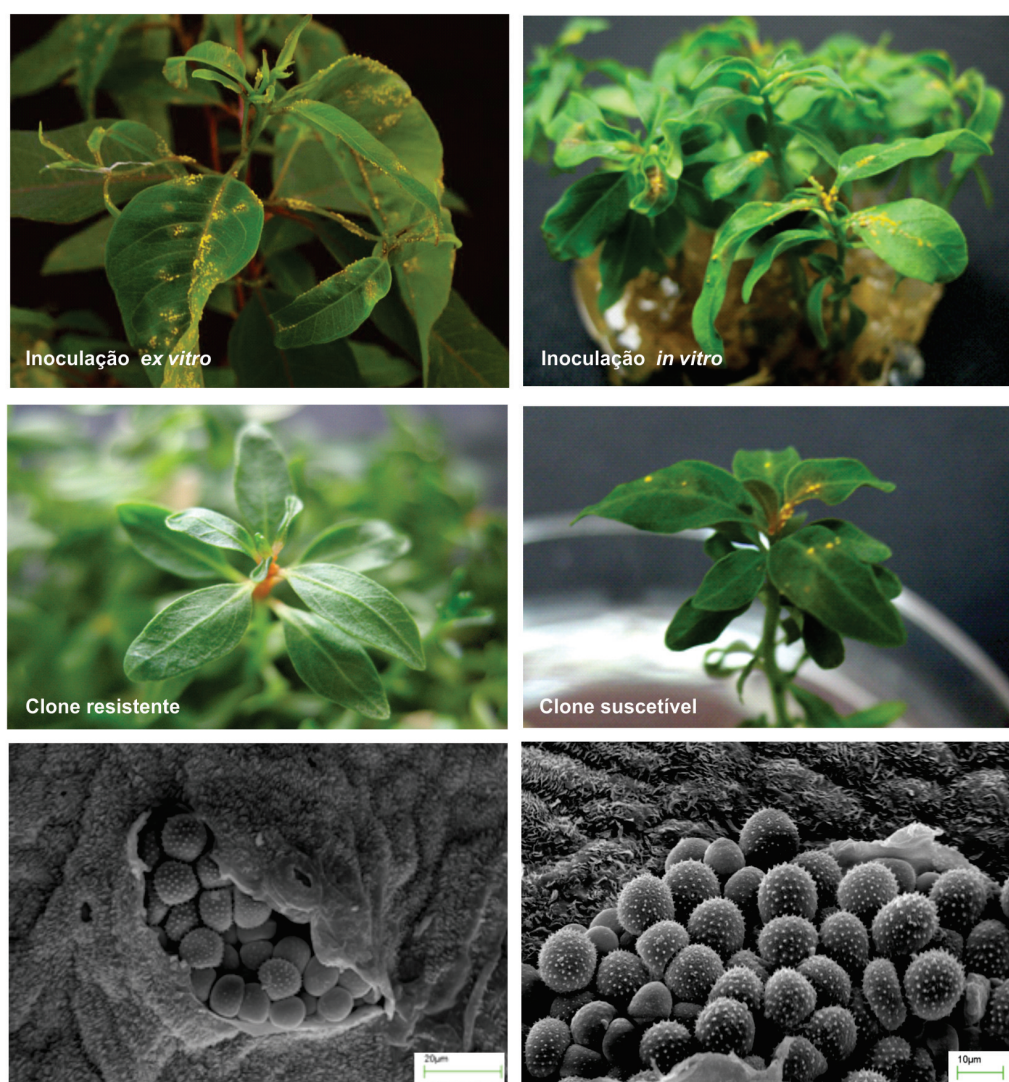 Inoculação ex vitro
Inoculação in vitro
Clone resistente
Clone suscetível
20µm
10µm